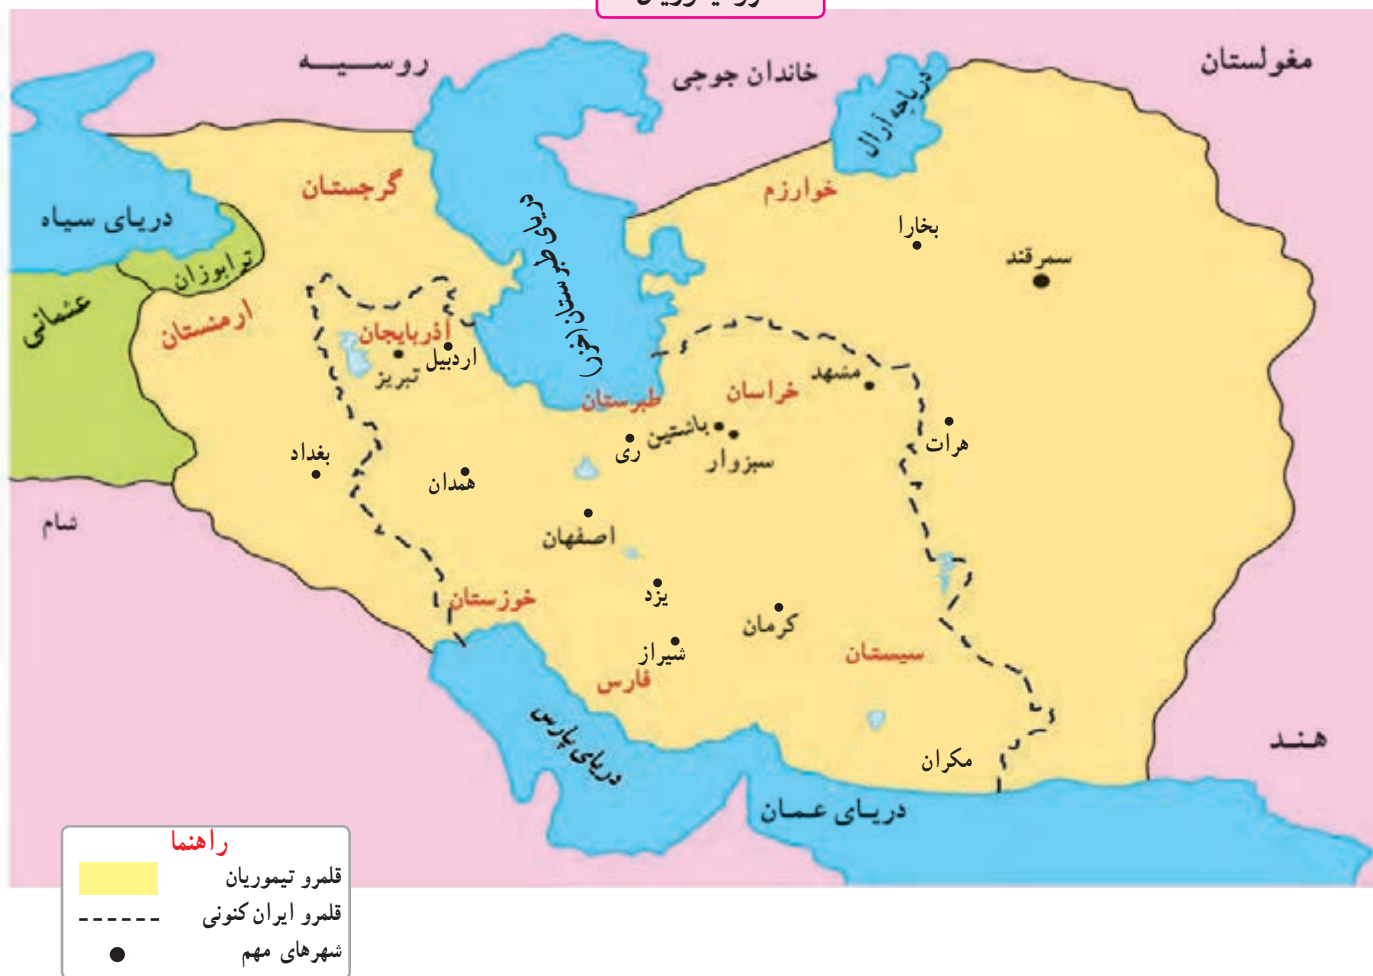 روسیه
خاندان جوچی
مغولستان
دریاچه آرال
گرجستان
خوارزم
دریای سیاه
ترابوزان
دریای طبرستان (خزر)
بخارا
سمرقند
عثمانی
ارمنستان
آذربایجان
اردبیل
تبریز
مشهد
خراسان
طبرستان
باشتین
سبزوار
ری
هرات
بغداد
همدان
شام
اصفهان
یزد
خوزستان
کرمان
شیراز
سیستان
فارس
دریای پارس
هند
مکران
دریای عمان
راهنما
قلمرو تیموریان
قلمرو ایران کنونی
شهرهای مهم